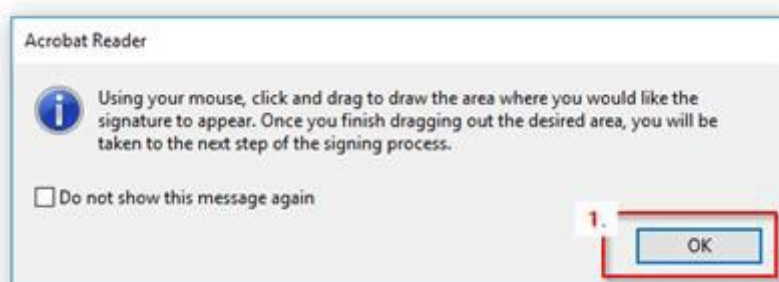 Acrobat Reader
Using your mouse, click and drag to draw the area where you would like the
signature to appear. Once you finish dragging out the desired area, you will be
taken to the next step of the signing process.
Do not show this message again
1.
OK